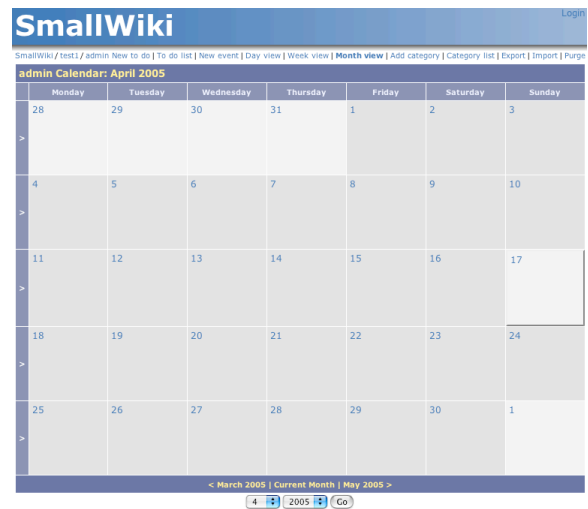 Login
SmallWiki
SmallWiki / test1 / admin New to do | To do list | New event | Day view | Week view | Month view | Add category | Category list | Export | Import | Purge
admin Calendar: April 2005
Monday Tuesday Wednesday Thursday Friday Saturday Sunday
28 29 30 31 1 2 3
>
4 5 6 7 8 9 10
>
11 12 13 14 15 16 17
>
18 19 20 21 22 23 24
>
25 26 27 28 29 30 1
>
< March 2005 | Current Month | May 2005 >
4 2005 Go